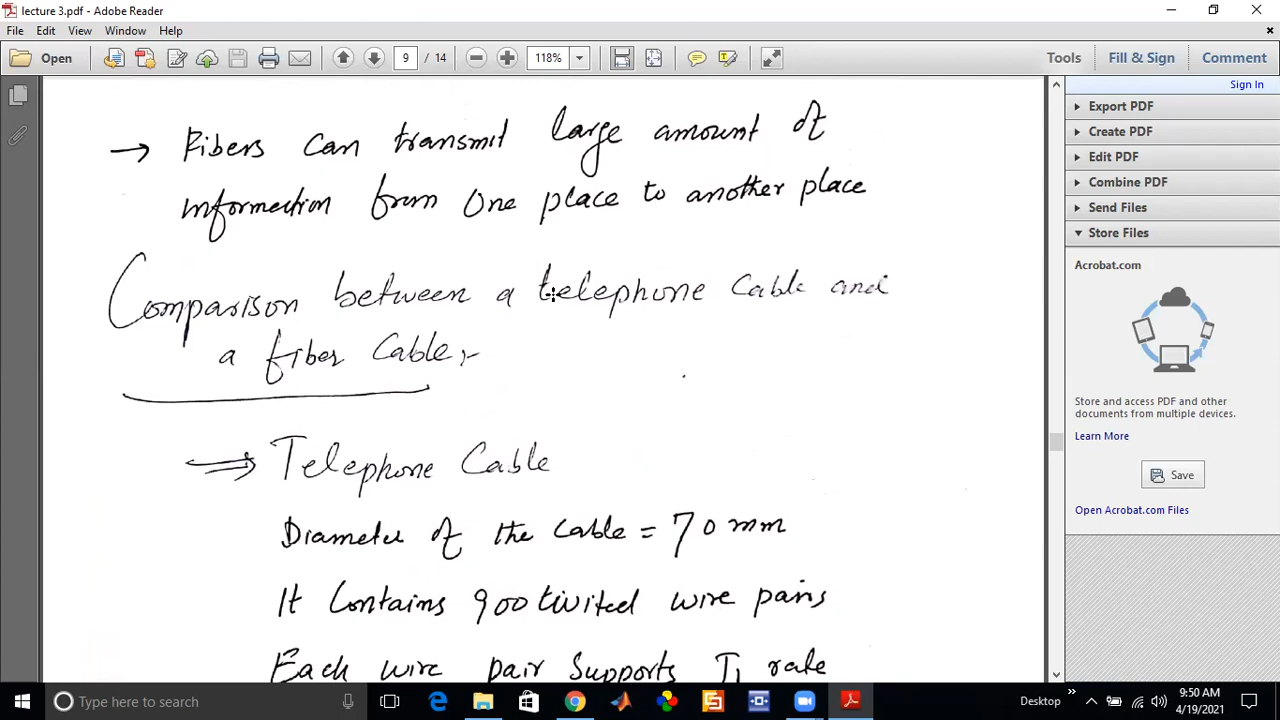 lecture 3.pdf - Adobe Reader
File Edit View Window Help
Open 9 / 14 118% Tools Fill & Sign Comment
Sign In
→ Fibers can transmit large amount of
information from one place to another place
Comparison between a telephone cable and
a fiber cable:-
⇒ Telephone Cable
Diameter of the cable = 70 mm
It contains 900 tivited wire pairs
Each wire pair supports T1 rate
Export PDF
Create PDF
Edit PDF
Combine PDF
Send Files
Store Files
Acrobat.com
Store and access PDF and other
documents from multiple devices.
Learn More
Save
Open Acrobat.com Files
Type here to search
Desktop
9:50 AM
4/19/2021